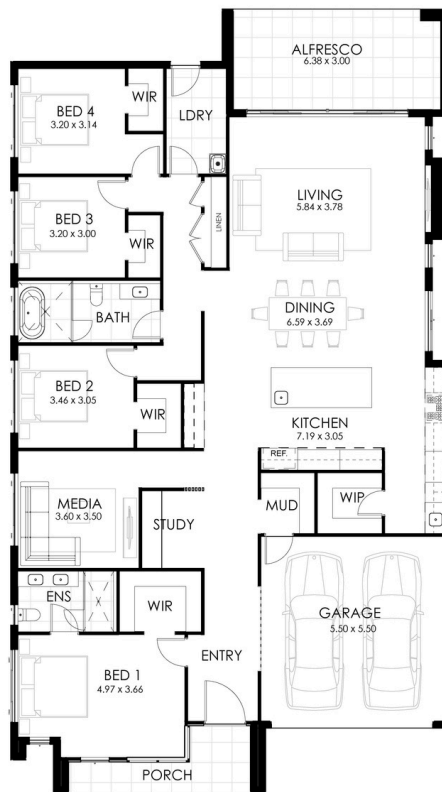 ALFRESCO
6.38 x 3.00
BED 4
3.20 x 3.14
WIR
LDRY
LIVING
5.84 x 3.78
BED 3
3.20 x 3.00
WIR
LINEN
BATH
DINING
6.59 x 3.69
BED 2
3.46 x 3.05
WIR
KITCHEN
7.19 x 3.05
REF.
MEDIA
3.60 x 3.50
STUDY
MUD
WIP
ENS
WIR
GARAGE
5.50 x 5.50
BED 1
4.97 x 3.66
ENTRY
PORCH